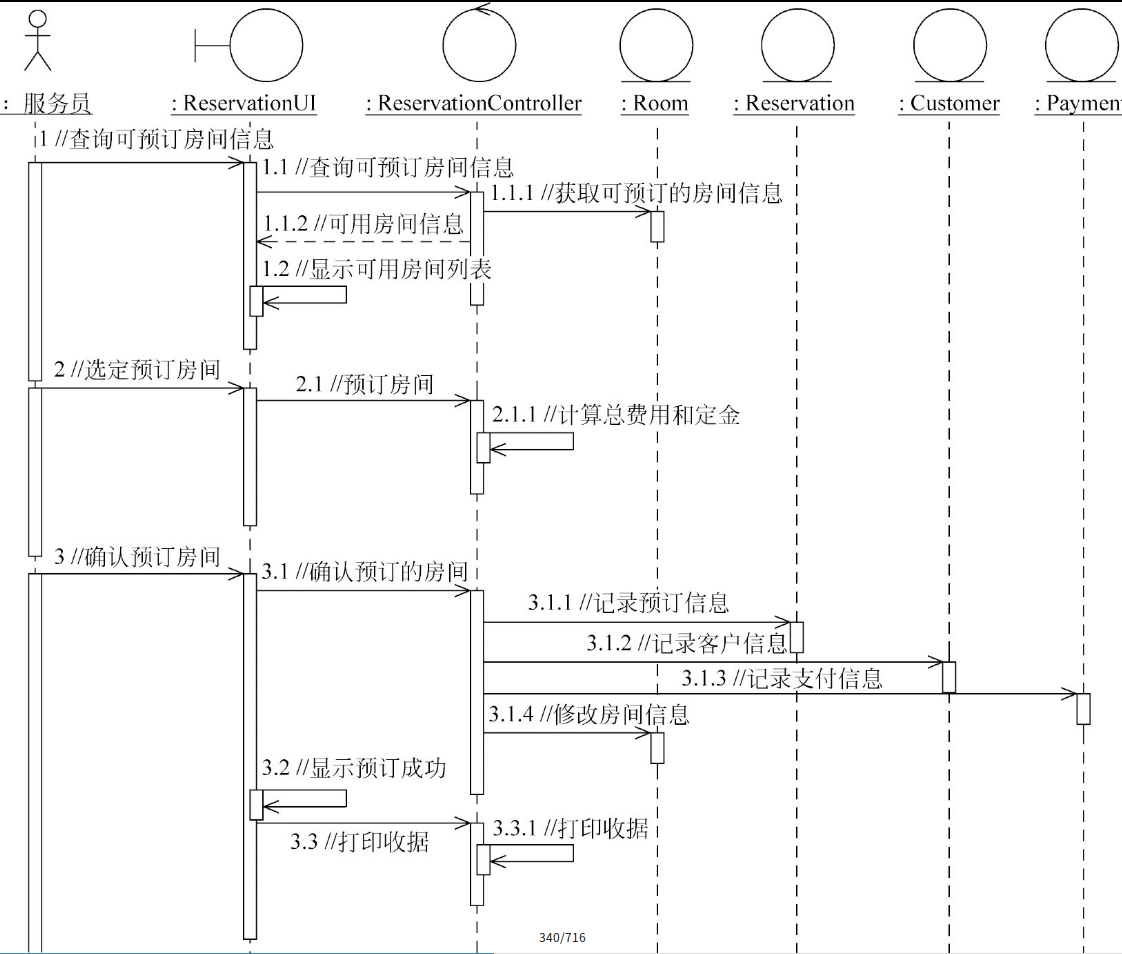 : 服务员
: ReservationUI
: ReservationController
: Room
: Reservation
: Customer
: Payment
1 //查询可预订房间信息
1.1 //查询可预订房间信息
1.1.1 //获取可预订的房间信息
1.1.2 //可用房间信息
1.2 //显示可用房间列表
2 //选定预订房间
2.1 //预订房间
2.1.1 //计算总费用和定金
3 //确认预订房间
3.1 //确认预订的房间
3.1.1 //记录预订信息
3.1.2 //记录客户信息
3.1.3 //记录支付信息
3.1.4 //修改房间信息
3.2 //显示预订成功
3.3 //打印收据
3.3.1 //打印收据
340/716